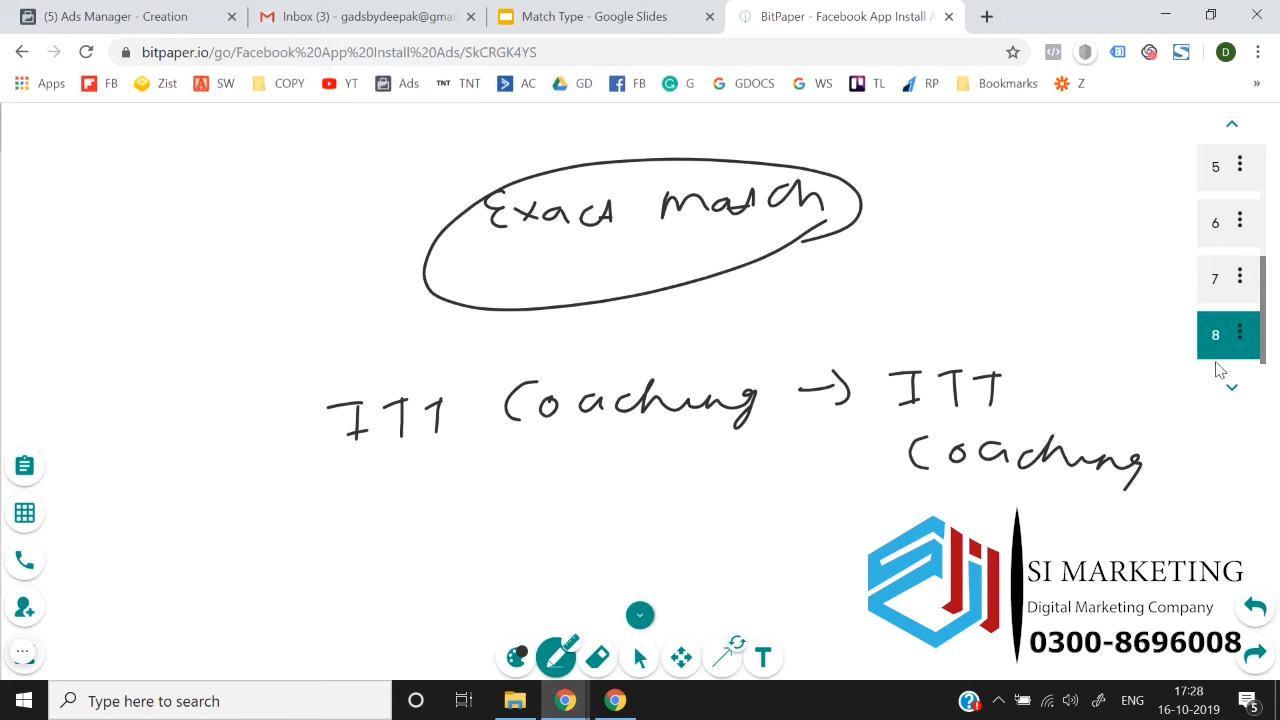 (5) Ads Manager - Creation
Inbox (3) - gadsbydeepak@gmai
Match Type - Google Slides
BitPaper - Facebook App Install A
bitpaper.io/go/Facebook%20App%20Install%20Ads/SkCRGK4YS
D
Apps FB Zist SW COPY YT Ads TNT TNT AC GD FB G GDOCS WS TL RP Bookmarks Z »
5
6
7
8
Exact match
ITT Coaching → ITT
Coaching
T
SI MARKETING
Digital Marketing Company
0300-8696008
Type here to search
ENG
17:28
16-10-2019
5